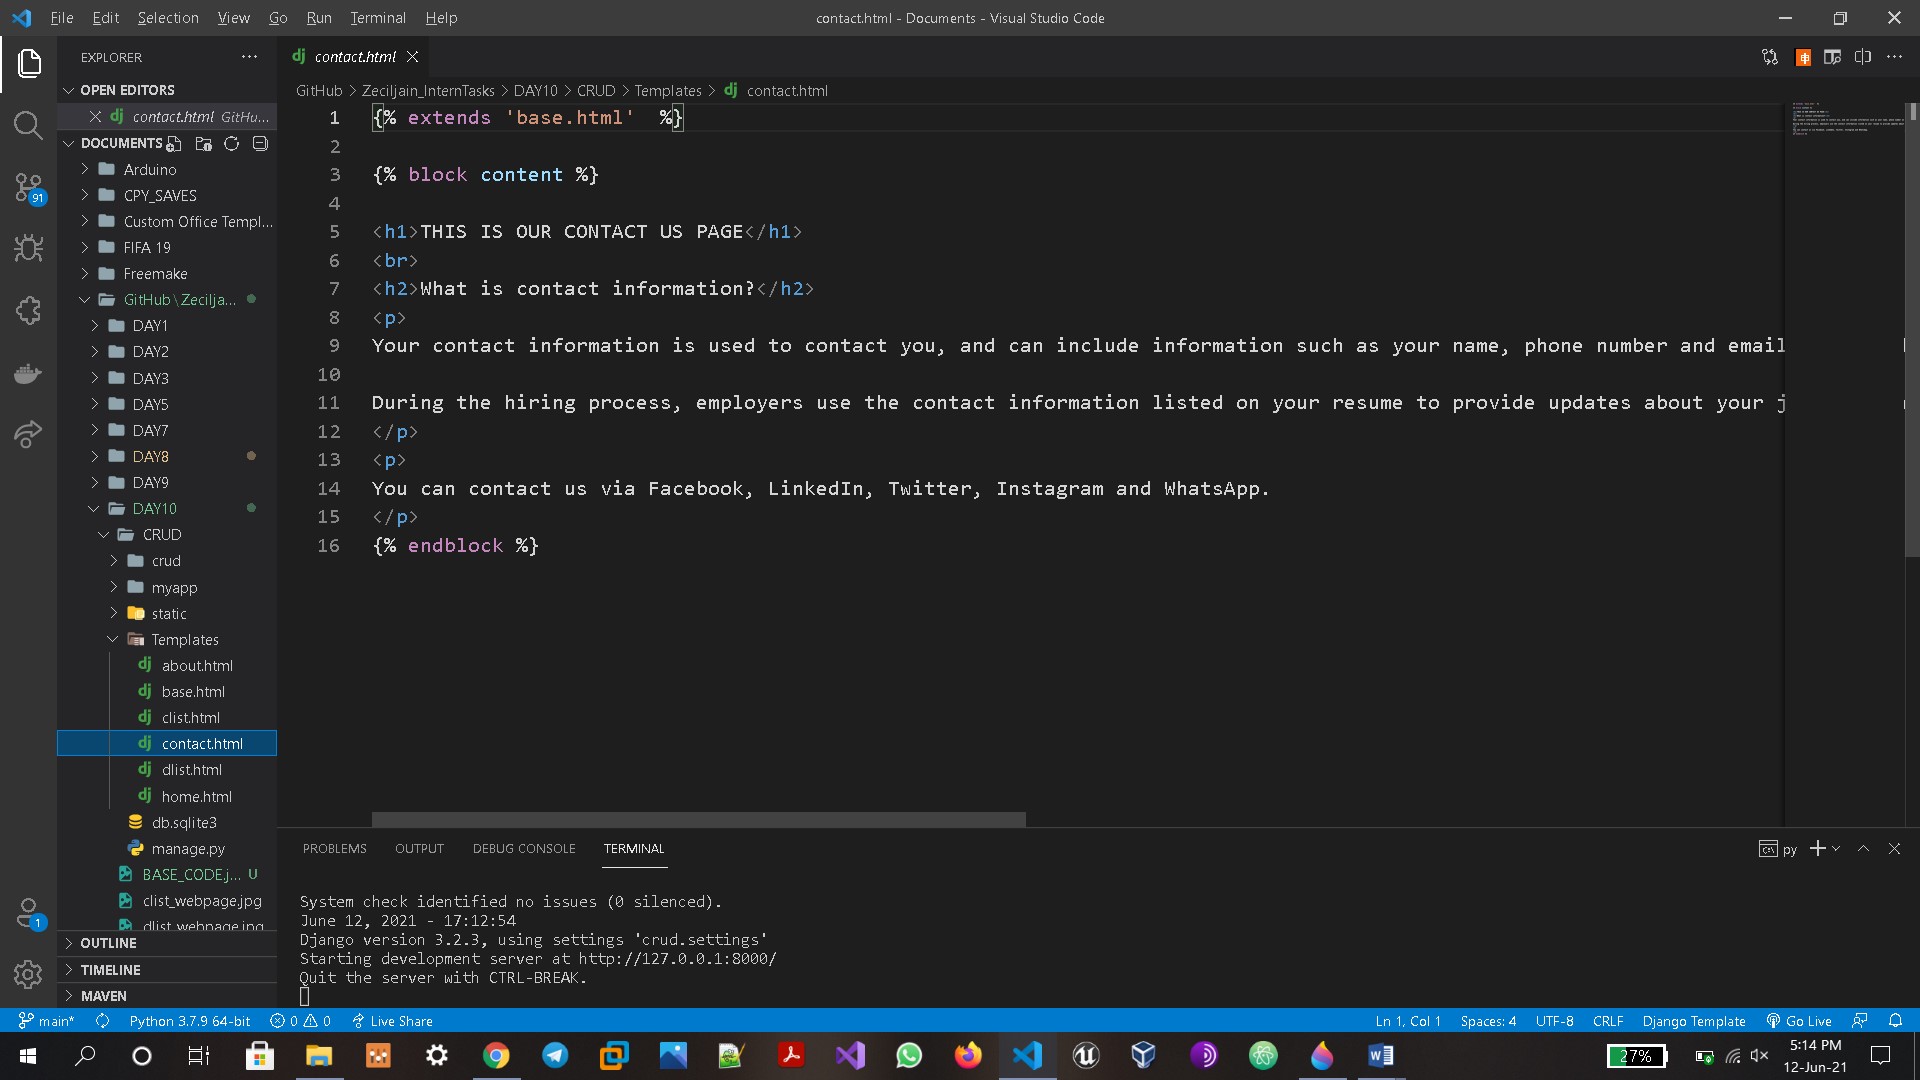 File Edit Selection View Go Run Terminal Help
contact.html - Documents - Visual Studio Code
EXPLORER
contact.html
OPEN EDITORS
contact.html GitHu...
DOCUMENTS
Arduino
CPY_SAVES
Custom Office Templ...
FIFA 19
Freemake
GitHub\Zecilja...
DAY1
DAY2
DAY3
DAY5
DAY7
DAY8
DAY9
DAY10
CRUD
crud
myapp
static
Templates
about.html
base.html
clist.html
contact.html
dlist.html
home.html
db.sqlite3
manage.py
BASE_CODE.j... U
clist_webpage.jpg
dlist_webpage.jpg
OUTLINE
TIMELINE
MAVEN
91
1
GitHub > Zeciljain_InternTasks > DAY10 > CRUD > Templates > contact.html
1 {% extends 'base.html'  %}
2
3 {% block content %}
4
5 <h1>THIS IS OUR CONTACT US PAGE</h1>
6 <br>
7 <h2>What is contact information?</h2>
8 <p>
9 Your contact information is used to contact you, and can include information such as your name, phone number and email
10
11 During the hiring process, employers use the contact information listed on your resume to provide updates about your j
12 </p>
13 <p>
14 You can contact us via Facebook, LinkedIn, Twitter, Instagram and WhatsApp.
15 </p>
16 {% endblock %}
PROBLEMS OUTPUT DEBUG CONSOLE TERMINAL
py
System check identified no issues (0 silenced).
June 12, 2021 - 17:12:54
Django version 3.2.3, using settings 'crud.settings'
Starting development server at http://127.0.0.1:8000/
Quit the server with CTRL-BREAK.
main* Python 3.7.9 64-bit 0 0 Live Share
Ln 1, Col 1 Spaces: 4 UTF-8 CRLF Django Template Go Live
27%
5:14 PM
12-Jun-21